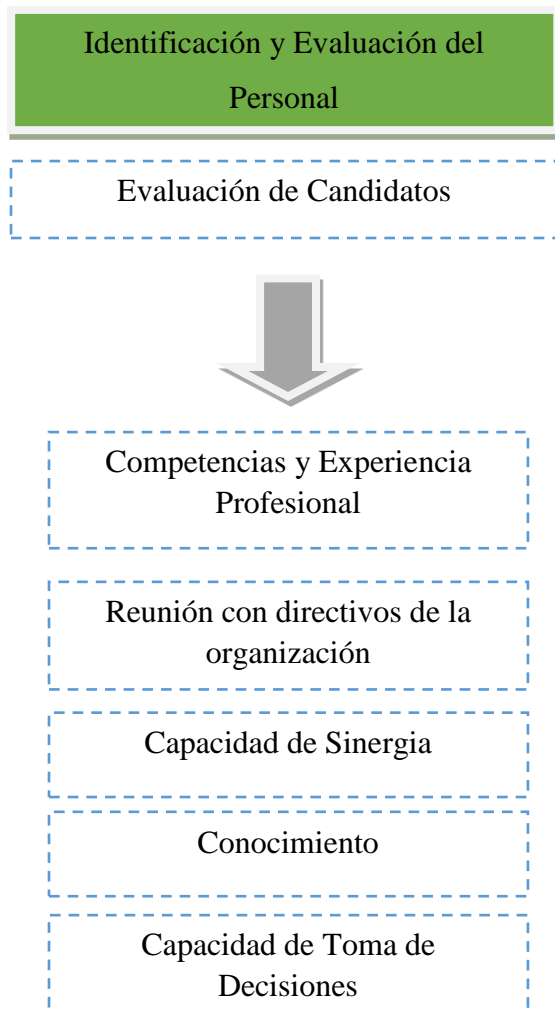 Identificación y Evaluación del
Personal
Evaluación de Candidatos
Competencias y Experiencia
Profesional
Reunión con directivos de la
organización
Capacidad de Sinergia
Conocimiento
Capacidad de Toma de
Decisiones